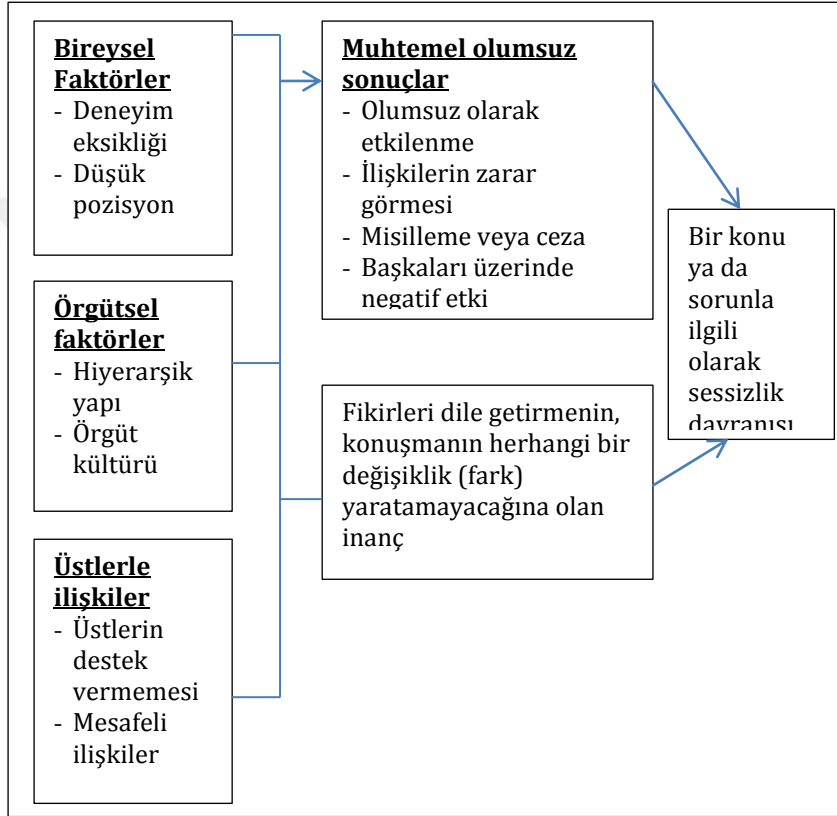 Bireysel
Faktörler
- Deneyim
eksikliği
- Düşük
pozisyon
Örgütsel
faktörler
- Hiyerarşik
yapı
- Örgüt
kültürü
Üstlerle
ilişkiler
- Üstlerin
destek
vermemesi
- Mesafeli
ilişkiler
Muhtemel olumsuz
sonuçlar
- Olumsuz olarak
etkilenme
- İlişkilerin zarar
görmesi
- Misilleme veya ceza
- Başkaları üzerinde
negatif etki
Fikirleri dile getirmenin,
konuşmanın herhangi bir
değişiklik (fark)
yaratamayacağına olan
inanç
Bir konu
ya da
sorunla
ilgili
olarak
sessizlik
davranışı